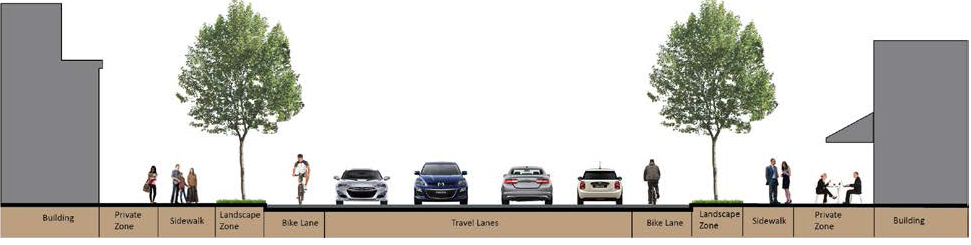 Building
Private
Zone
Sidewalk
Landscape
Zone
Bike Lane
Travel Lanes
Bike Lane
Landscape
Zone
Sidewalk
Private
Zone
Building